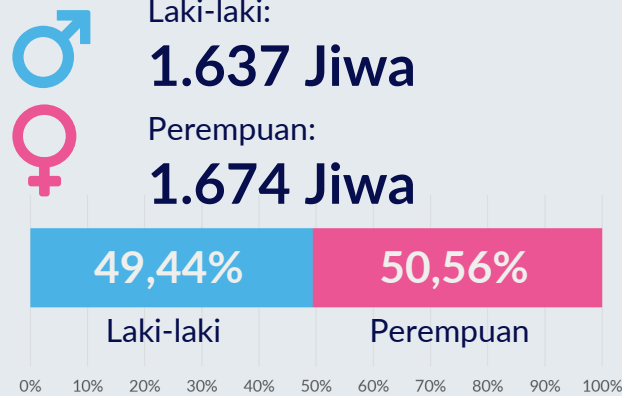 Laki-laki:
1.637 Jiwa
Perempuan:
1.674 Jiwa
49,44% 50,56%
Laki-laki Perempuan
0% 10% 20% 30% 40% 50% 60% 70% 80% 90% 100%